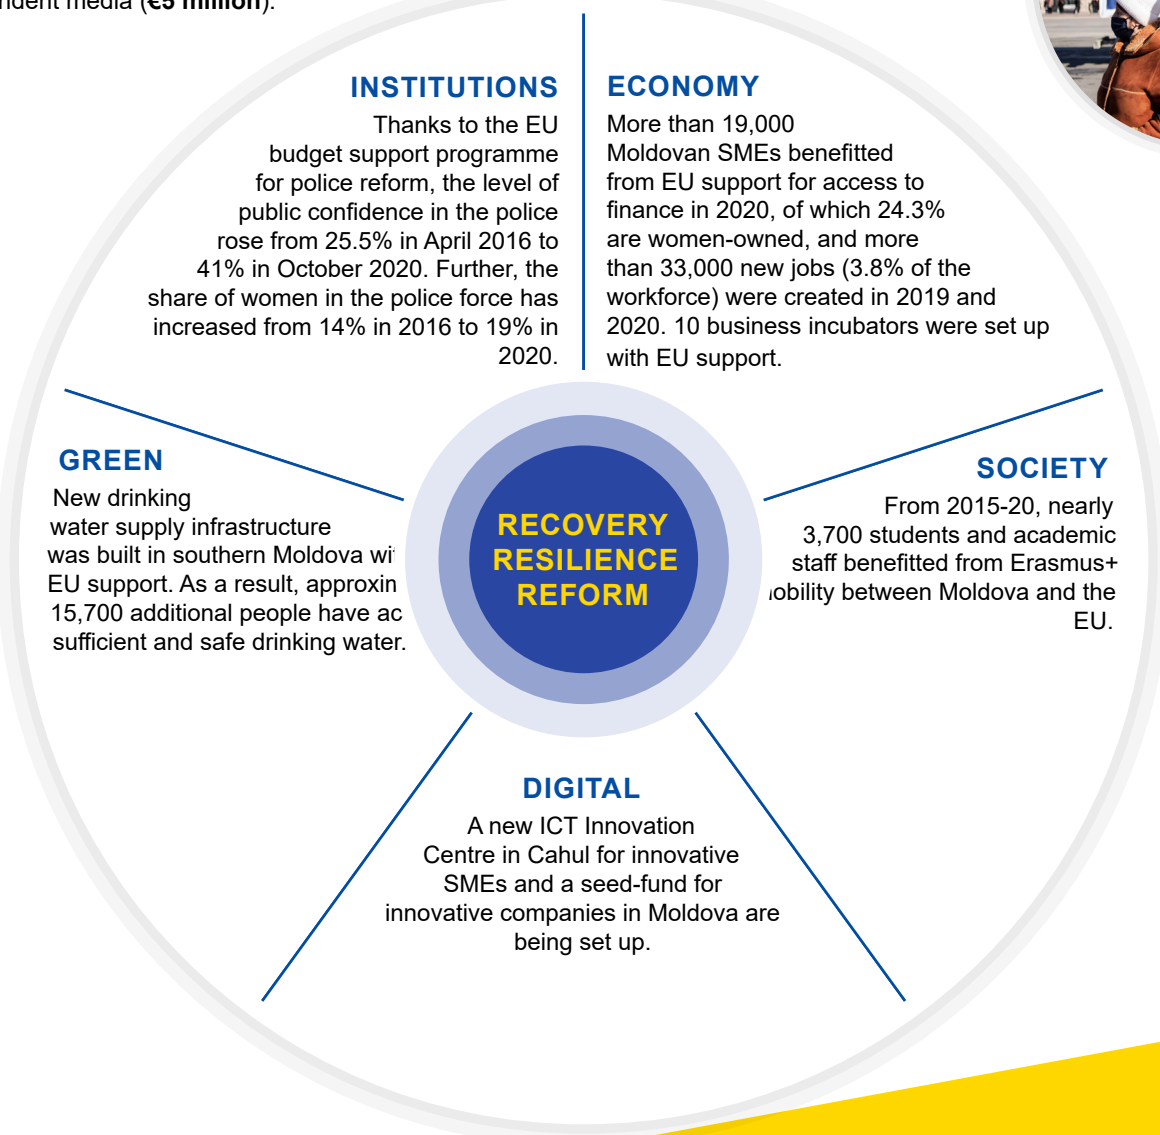 media (€5 million).
INSTITUTIONS
Thanks to the EU
budget support programme
for police reform, the level of
public confidence in the police
rose from 25.5% in April 2016 to
41% in October 2020. Further, the
share of women in the police force has
increased from 14% in 2016 to 19% in
2020.
ECONOMY
More than 19,000
Moldovan SMEs benefitted
from EU support for access to
finance in 2020, of which 24.3%
are women-owned, and more
than 33,000 new jobs (3.8% of the
workforce) were created in 2019 and
2020. 10 business incubators were set up
with EU support.
GREEN
New drinking
water supply infrastructure
was built in southern Moldova
EU support. As a result,
15,700 additional people have
sufficient and safe drinking water.
RECOVERY
RESILIENCE
REFORM
SOCIETY
From 2015-20, nearly
3,700 students and academic
staff benefitted from Erasmus+
between Moldova and the
EU.
DIGITAL
A new ICT Innovation
Centre in Cahul for innovative
SMEs and a seed-fund for
innovative companies in Moldova are
being set up.